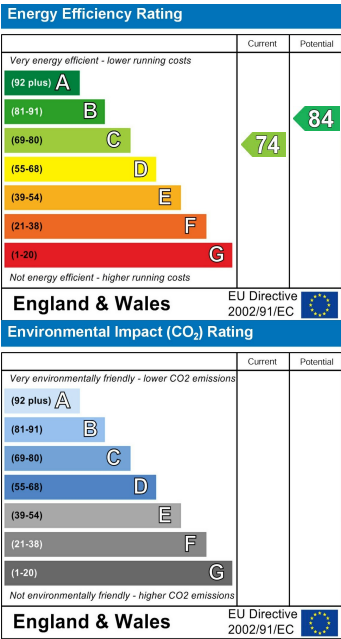 Energy Efficiency Rating
Current Potential
Very energy efficient - lower running costs
(92 plus) A
(81-91) B
(69-80) C
(55-68) D
(39-54) E
(21-38) F
(1-20) G
74
84
Not energy efficient - higher running costs
England & Wales
EU Directive
2002/91/EC
Environmental Impact (CO₂) Rating
Current Potential
Very environmentally friendly - lower CO2 emissions
(92 plus) A
(81-91) B
(69-80) C
(55-68) D
(39-54) E
(21-38) F
(1-20) G
Not environmentally friendly - higher CO2 emissions
England & Wales
EU Directive
2002/91/EC